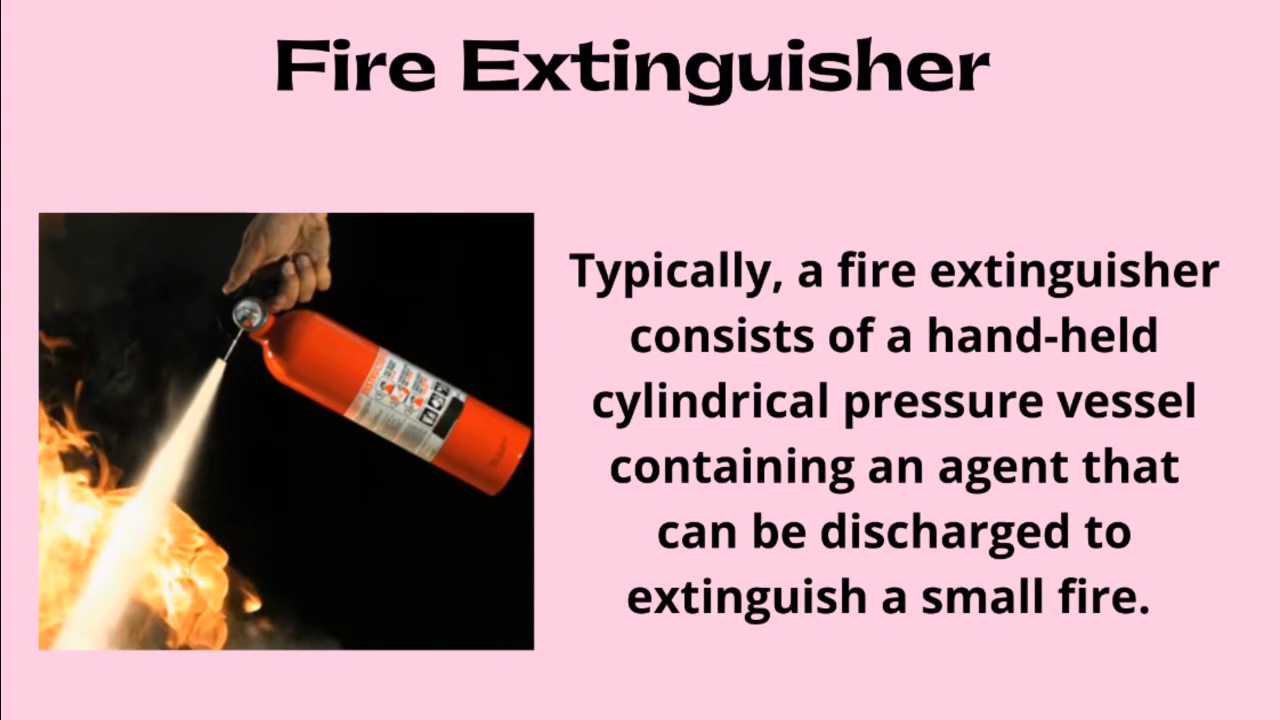 Fire Extinguisher
Typically, a fire extinguisher
consists of a hand-held
cylindrical pressure vessel
containing an agent that
can be discharged to
extinguish a small fire.